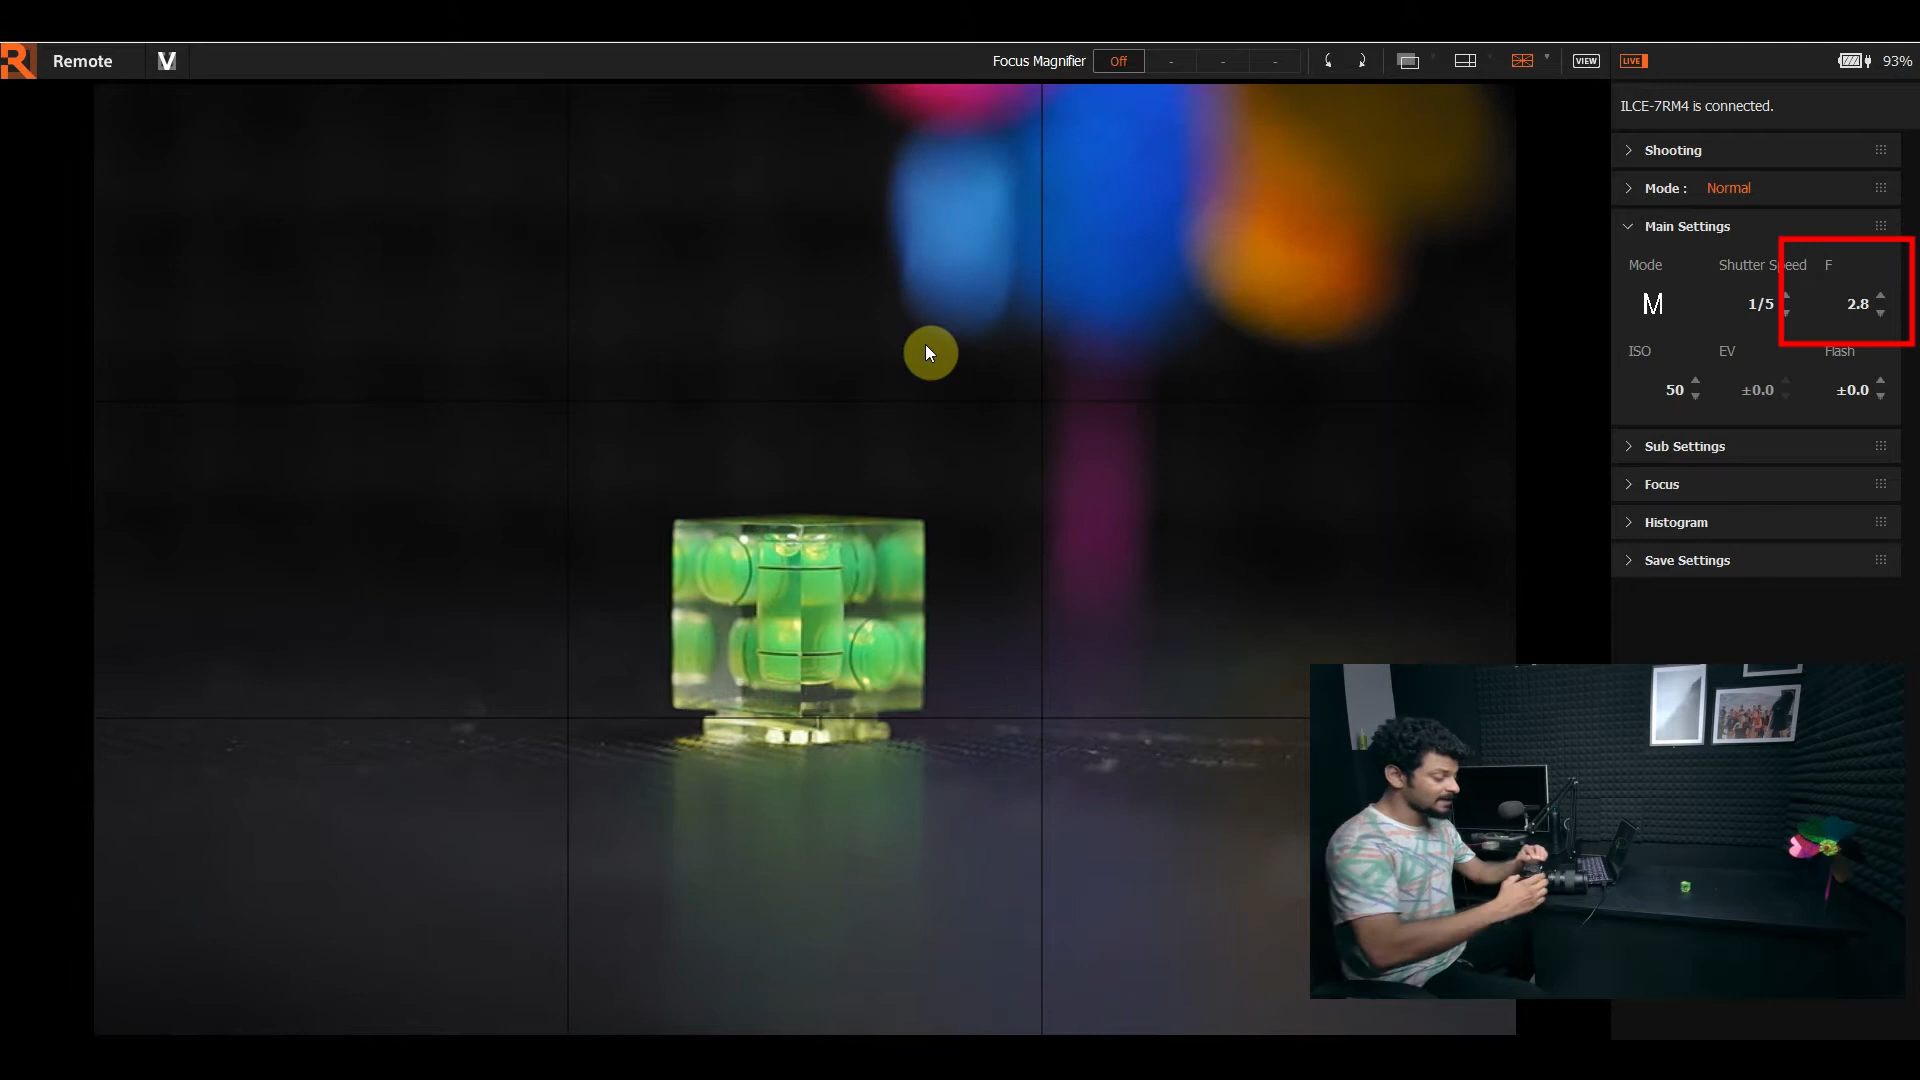 Remote V Focus Magnifier Off - - - VIEW LIVE 93%
ILCE-7RM4 is connected.
Shooting
Mode : Normal
Main Settings
Mode Shutter Speed F
M 1/5 2.8
ISO EV Flash
50 ±0.0 ±0.0
Sub Settings
Focus
Histogram
Save Settings